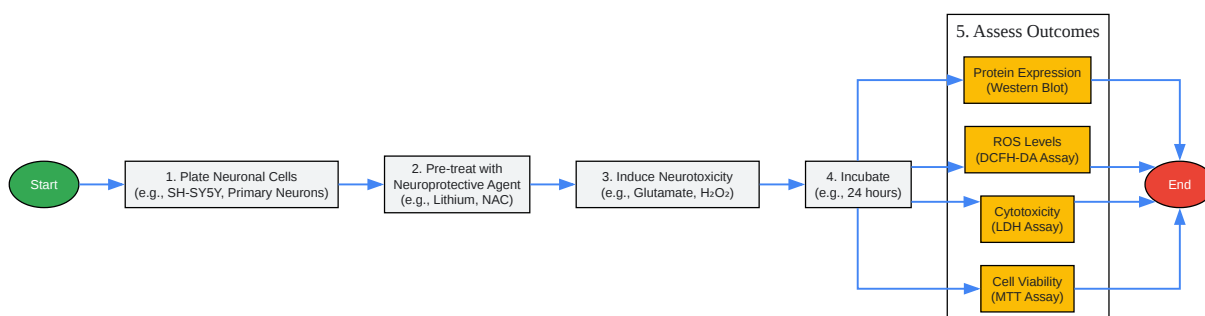 Start
1. Plate Neuronal Cells
(e.g., SH-SY5Y, Primary Neurons)
2. Pre-treat with
Neuroprotective Agent
(e.g., Lithium, NAC)
3. Induce Neurotoxicity
(e.g., Glutamate, H₂O₂)
4. Incubate
(e.g., 24 hours)
5. Assess Outcomes
Protein Expression
(Western Blot)
ROS Levels
(DCFH-DA Assay)
Cytotoxicity
(LDH Assay)
Cell Viability
(MTT Assay)
End